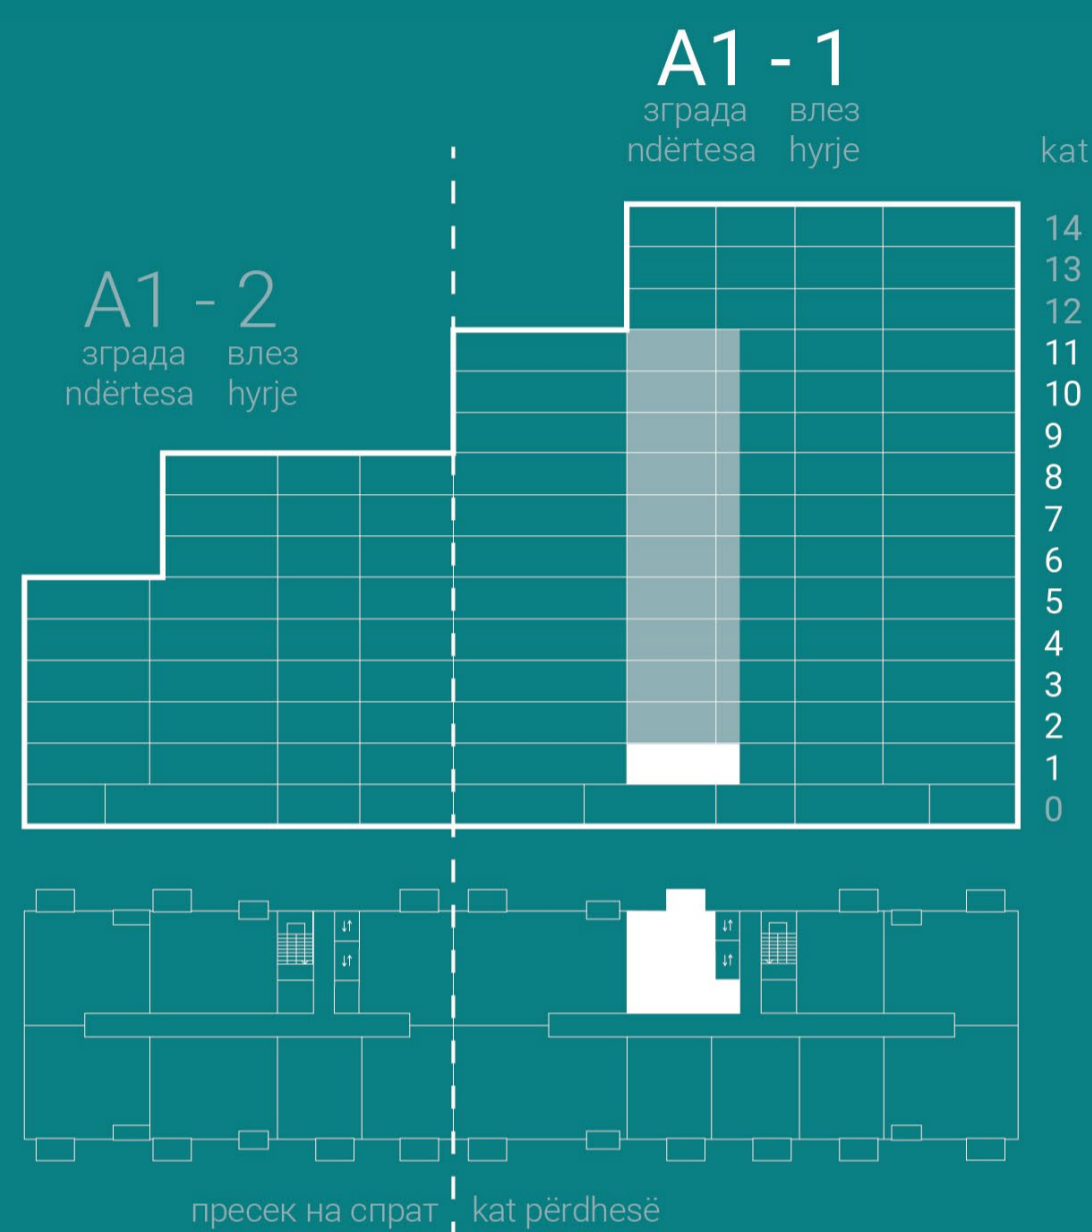 A1 - 1
зграда влез
ndërtesa hyrje
kat
14
13
12
11
10
9
8
7
6
5
4
3
2
1
0
A1 - 2
зграда влез
ndërtesa hyrje
пресек на спрат kat përdhesë